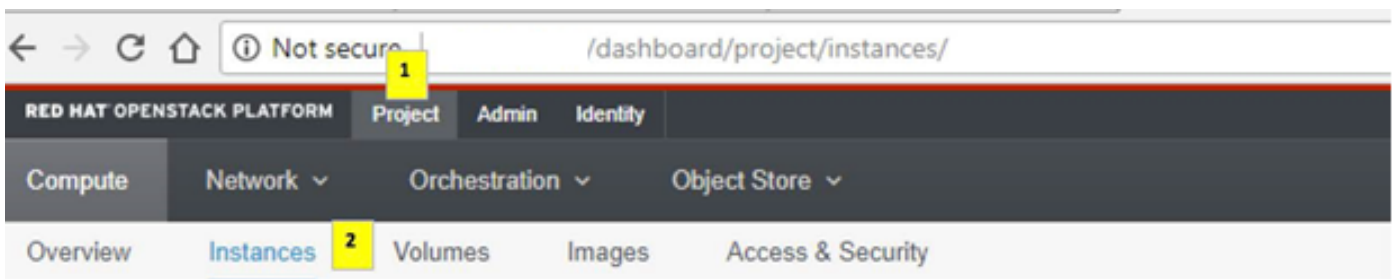 Not secure /dashboard/project/instances/
1
RED HAT OPENSTACK PLATFORM Project Admin Identity
Compute Network Orchestration Object Store
Overview Instances 2 Volumes Images Access & Security